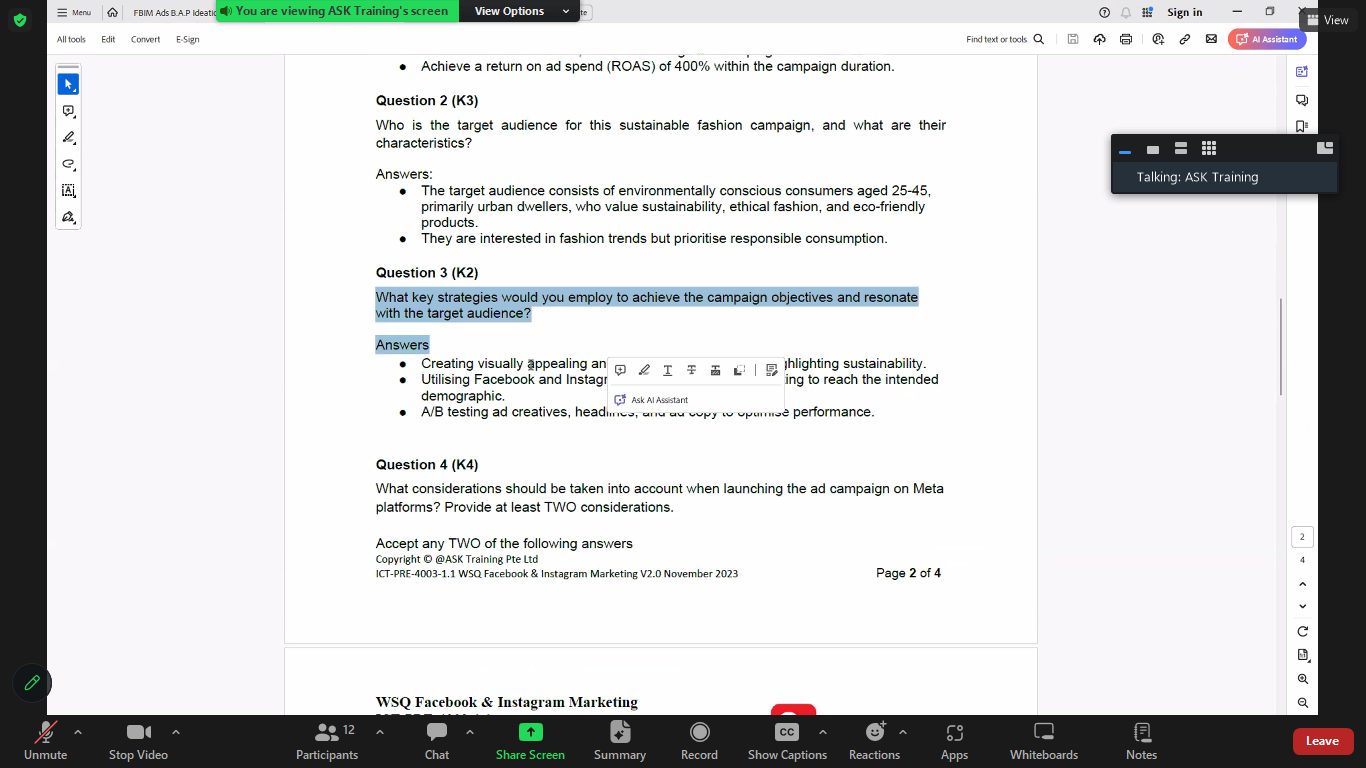 You are viewing ASK Training's screen
View Options
Menu
FBIM Ads B.A.P Ideatio
te
Sign in
View
All tools
Edit
Convert
E-Sign
Find text or tools
AI Assistant
Achieve a return on ad spend (ROAS) of 400% within the campaign duration.
Question 2 (K3)
Who is the target audience for this sustainable fashion campaign, and what are their
characteristics?
Talking: ASK Training
Answers:
The target audience consists of environmentally conscious consumers aged 25-45,
primarily urban dwellers, who value sustainability, ethical fashion, and eco-friendly
products.
They are interested in fashion trends but prioritise responsible consumption.
Question 3 (K2)
What key strategies would you employ to achieve the campaign objectives and resonate
with the target audience?
Answers
Creating visually appealing an ghlighting sustainability.
Utilising Facebook and Instagr ing to reach the intended
demographic.
Ask AI Assistant
A/B testing ad creatives, headlines, and ad copy to optimise performance.
Question 4 (K4)
What considerations should be taken into account when launching the ad campaign on Meta
platforms? Provide at least TWO considerations.
Accept any TWO of the following answers
Copyright © @ASK Training Pte Ltd
ICT-PRE-4003-1.1 WSQ Facebook & Instagram Marketing V2.0 November 2023
Page 2 of 4
2
4
WSQ Facebook & Instagram Marketing
Unmute
Stop Video
Participants
12
Chat
Share Screen
Summary
Record
CC
Show Captions
Reactions
Apps
Whiteboards
Notes
Leave